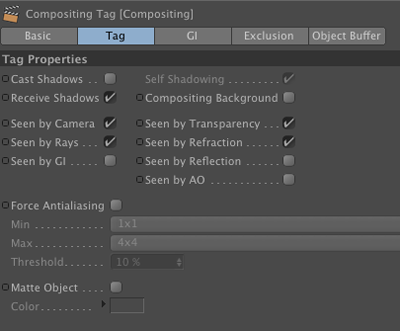 Compositing Tag [Compositing]
Basic Tag GI Exclusion Object Buffer
Tag Properties
Cast Shadows . . Self Shadowing . . . . . .
Receive Shadows Compositing Background
Seen by Camera . Seen by Transparency . . .
Seen by Rays . . . Seen by Refraction . . . . .
Seen by GI . . . . . Seen by Reflection . . . . .
Seen by AO . . . . . . . . . .
Force Antialiasing
Min . . . . . . . . . . . . 1x1
Max . . . . . . . . . . . . 4x4
Threshold. . . . . . . 10 %
Matte Object . . . .
Color. . . . . . . . . .